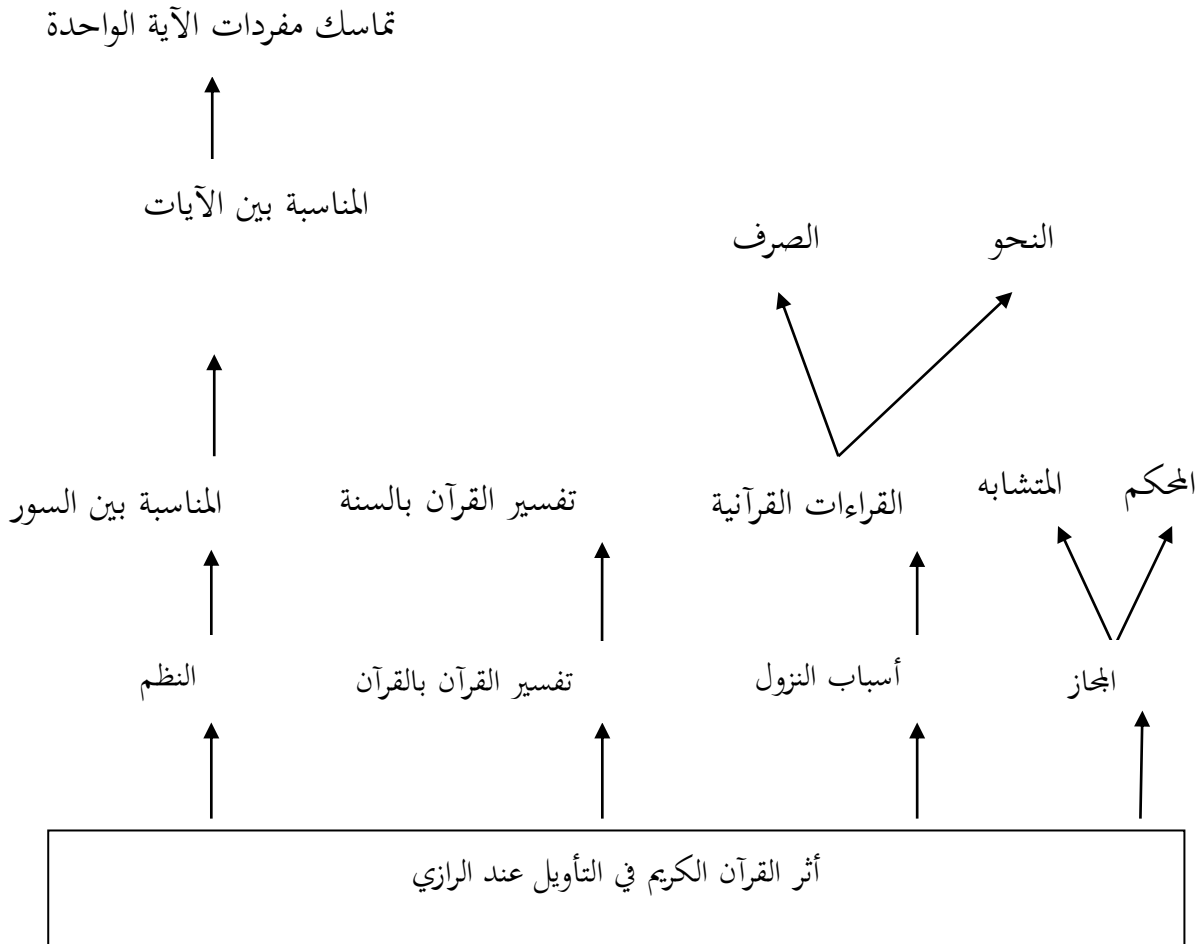 تماسك مفردات الآية الواحدة
المناسبة بين الآيات
النحو
الصرف
المحكم
المتشابه
القراءات القرآنية
تفسير القرآن بالسنة
المناسبة بين السور
المجاز
أسباب النزول
تفسير القرآن بالقرآن
النظم
أثر القرآن الكريم في التأويل عند الرازي